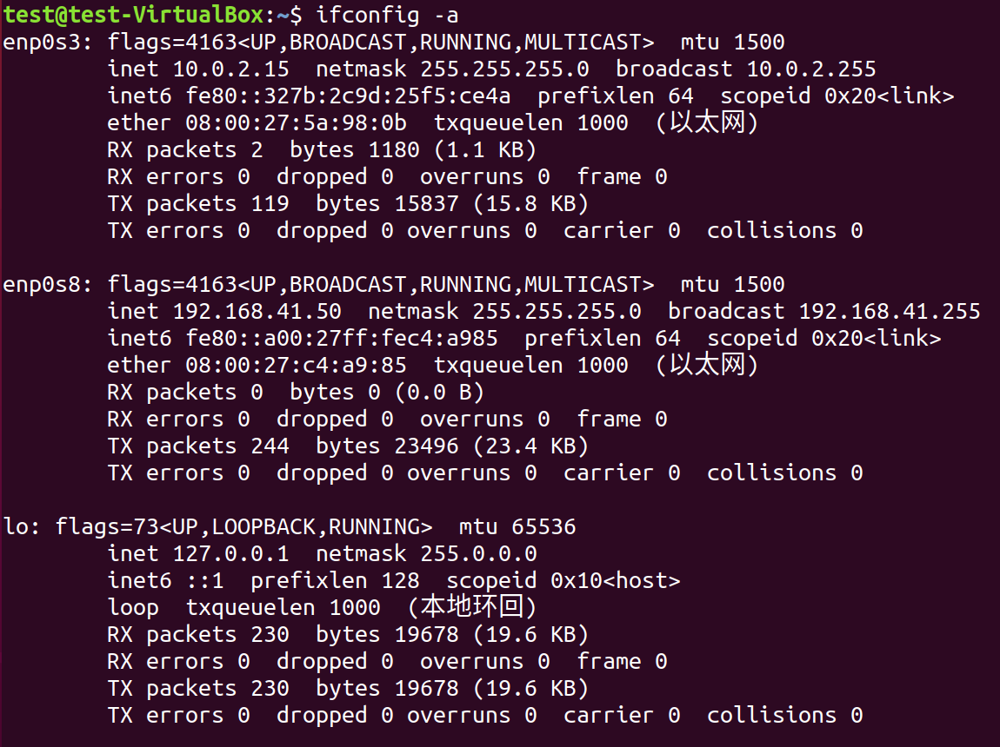 test@test-VirtualBox:~$ ifconfig -a
enp0s3: flags=4163<UP,BROADCAST,RUNNING,MULTICAST>  mtu 1500
        inet 10.0.2.15  netmask 255.255.255.0  broadcast 10.0.2.255
        inet6 fe80::327b:2c9d:25f5:ce4a  prefixlen 64  scopeid 0x20<link>
        ether 08:00:27:5a:98:0b  txqueuelen 1000  (以太网)
        RX packets 2  bytes 1180 (1.1 KB)
        RX errors 0  dropped 0  overruns 0  frame 0
        TX packets 119  bytes 15837 (15.8 KB)
        TX errors 0  dropped 0 overruns 0  carrier 0  collisions 0

enp0s8: flags=4163<UP,BROADCAST,RUNNING,MULTICAST>  mtu 1500
        inet 192.168.41.50  netmask 255.255.255.0  broadcast 192.168.41.255
        inet6 fe80::a00:27ff:fec4:a985  prefixlen 64  scopeid 0x20<link>
        ether 08:00:27:c4:a9:85  txqueuelen 1000  (以太网)
        RX packets 0  bytes 0 (0.0 B)
        RX errors 0  dropped 0  overruns 0  frame 0
        TX packets 244  bytes 23496 (23.4 KB)
        TX errors 0  dropped 0 overruns 0  carrier 0  collisions 0

lo: flags=73<UP,LOOPBACK,RUNNING>  mtu 65536
        inet 127.0.0.1  netmask 255.0.0.0
        inet6 ::1  prefixlen 128  scopeid 0x10<host>
        loop  txqueuelen 1000  (本地环回)
        RX packets 230  bytes 19678 (19.6 KB)
        RX errors 0  dropped 0  overruns 0  frame 0
        TX packets 230  bytes 19678 (19.6 KB)
        TX errors 0  dropped 0 overruns 0  carrier 0  collisions 0